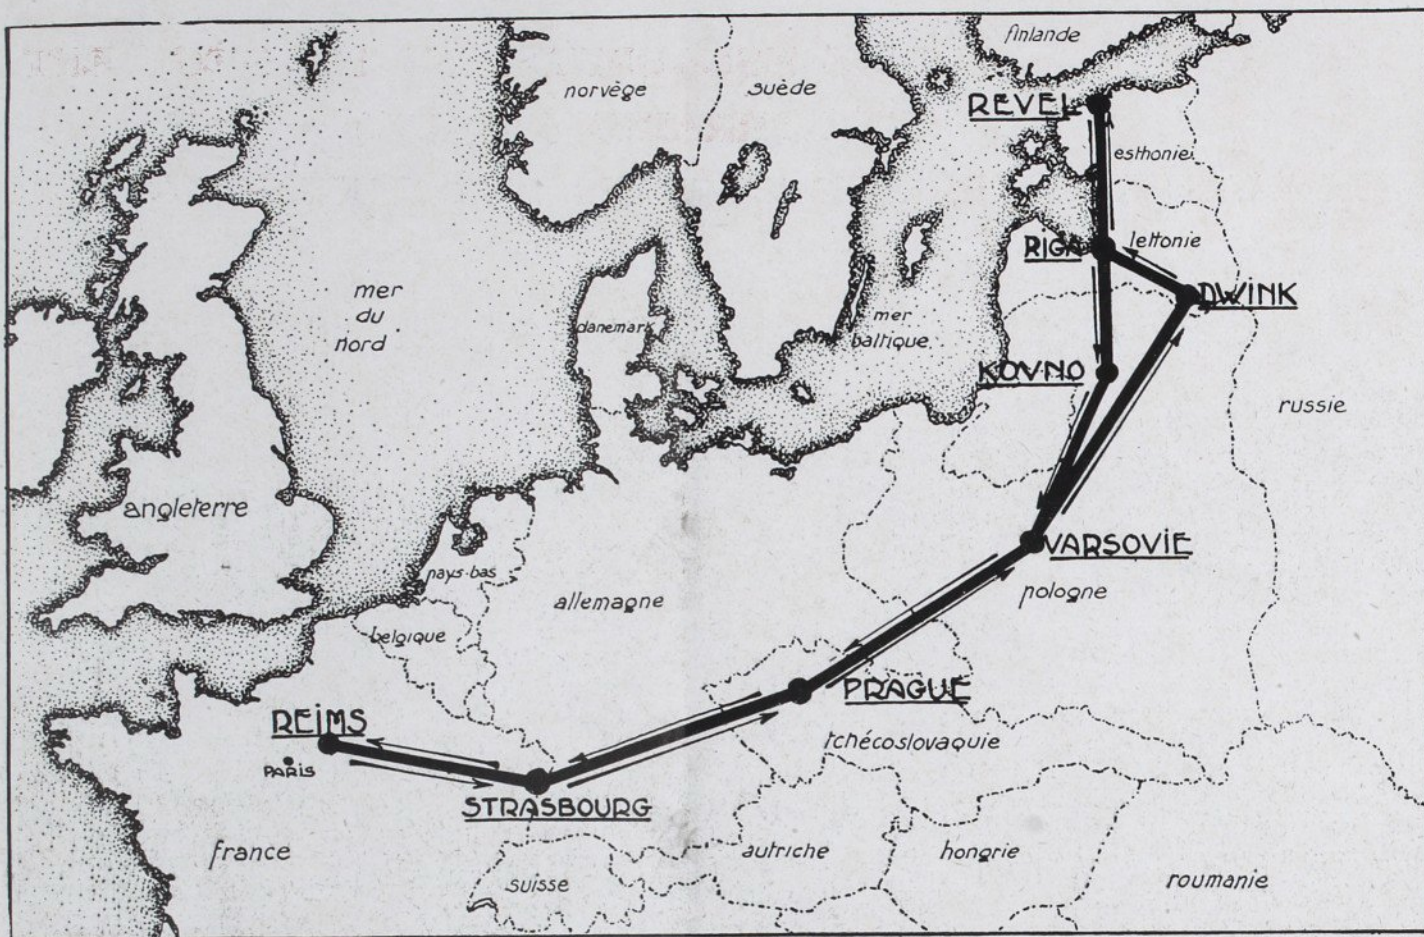 finlande
norvège
suède
REVEL
esthonie
RIGA
lettonie
DWINK
mer
du
nord
danemark
mer
baltique
KOVNO
russie
angleterre
VARSOVIE
pays-bas
allemagne
pologne
belgique
PRAGUE
REIMS
tchécoslovaquie
PARIS
STRASBOURG
france
autriche
hongrie
suisse
roumanie